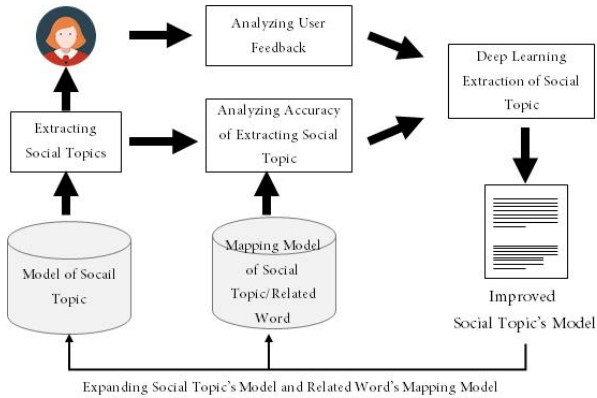 Analyzing User
Feedback
Deep Learning
Extraction of Social
Topic
Extracting
Social Topics
Analyzing Accuracy
of Extracting Social
Topic
Model of Socail
Topic
Mapping Model
of Social
Topic/Related
Word
Improved
Social Topic's Model
Expanding Social Topic's Model and Related Word's Mapping Model